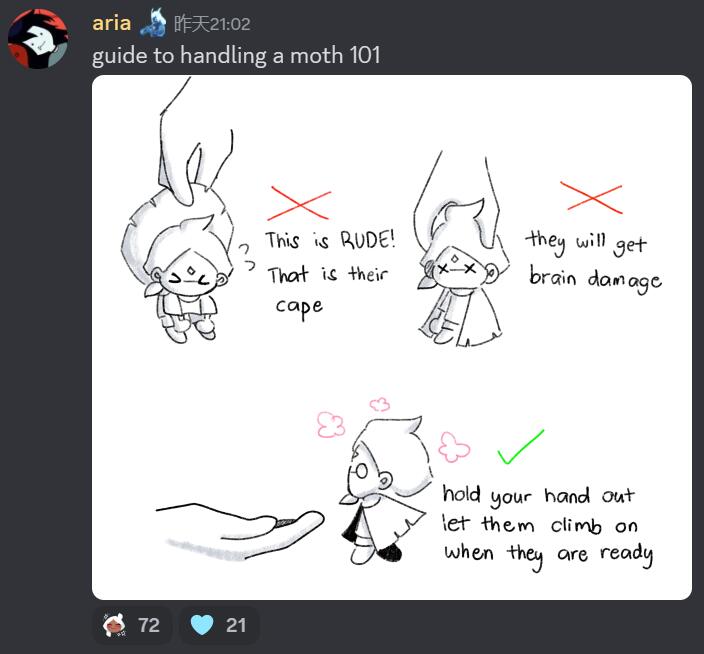 aria 昨天21:02
guide to handling a moth 101
This is RUDE!
That is their
cape
they will get
brain damage
hold your hand out
let them climb on
when they are ready
72 21